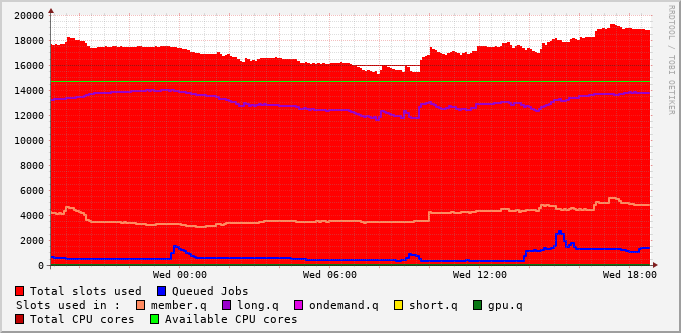 20000
18000
16000
14000
12000
10000
8000
6000
4000
2000
0
Wed 00:00 Wed 06:00 Wed 12:00 Wed 18:00
RRDTOOL / TOBI OETIKER
Total slots used Queued Jobs
Slots used in : member.q long.q ondemand.q short.q gpu.q
Total CPU cores Available CPU cores